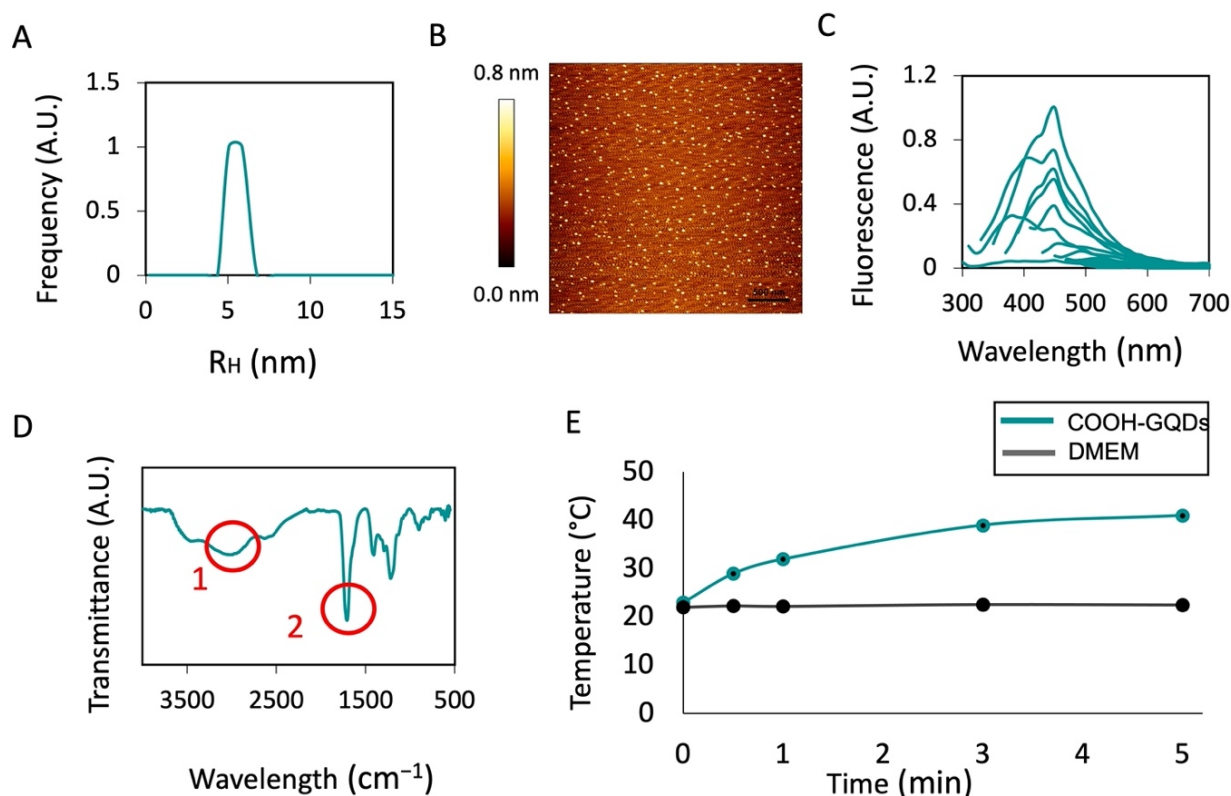 A
Frequency (A.U.)
1.5
1
0.5
0
0
5
10
15
RH (nm)
B
0.8 nm
0.0 nm
C
Fluorescence (A.U.)
1.2
0.8
0.4
0
300
400
500
600
700
Wavelength (nm)
D
Transmittance (A.U.)
1
2
3500
2500
1500
500
Wavelength (cm⁻¹)
E
COOH-GQDs
DMEM
Temperature (°C)
50
40
30
20
10
0
0
1
2
3
4
5
Time (min)